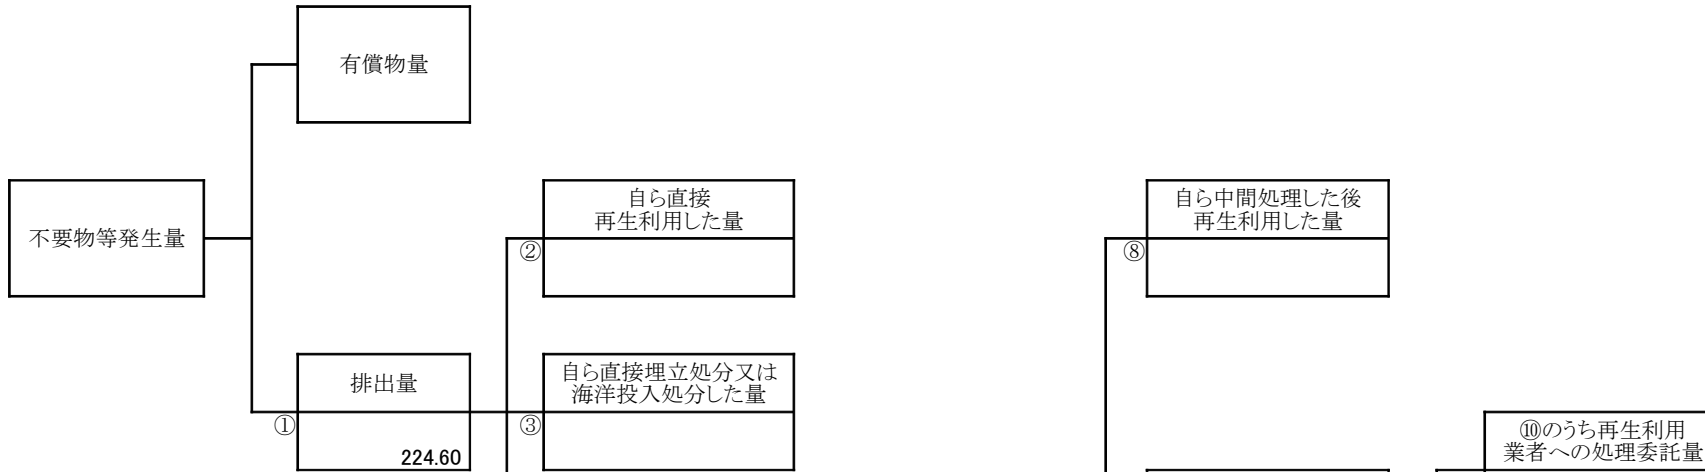 有償物量
不要物等発生量
自ら直接
再生利用した量
②
自ら中間処理した後
再生利用した量
⑧
排出量
①
224.60
自ら直接埋立処分又は
海洋投入処分した量
③
⑩のうち再生利用
業者への処理委託量